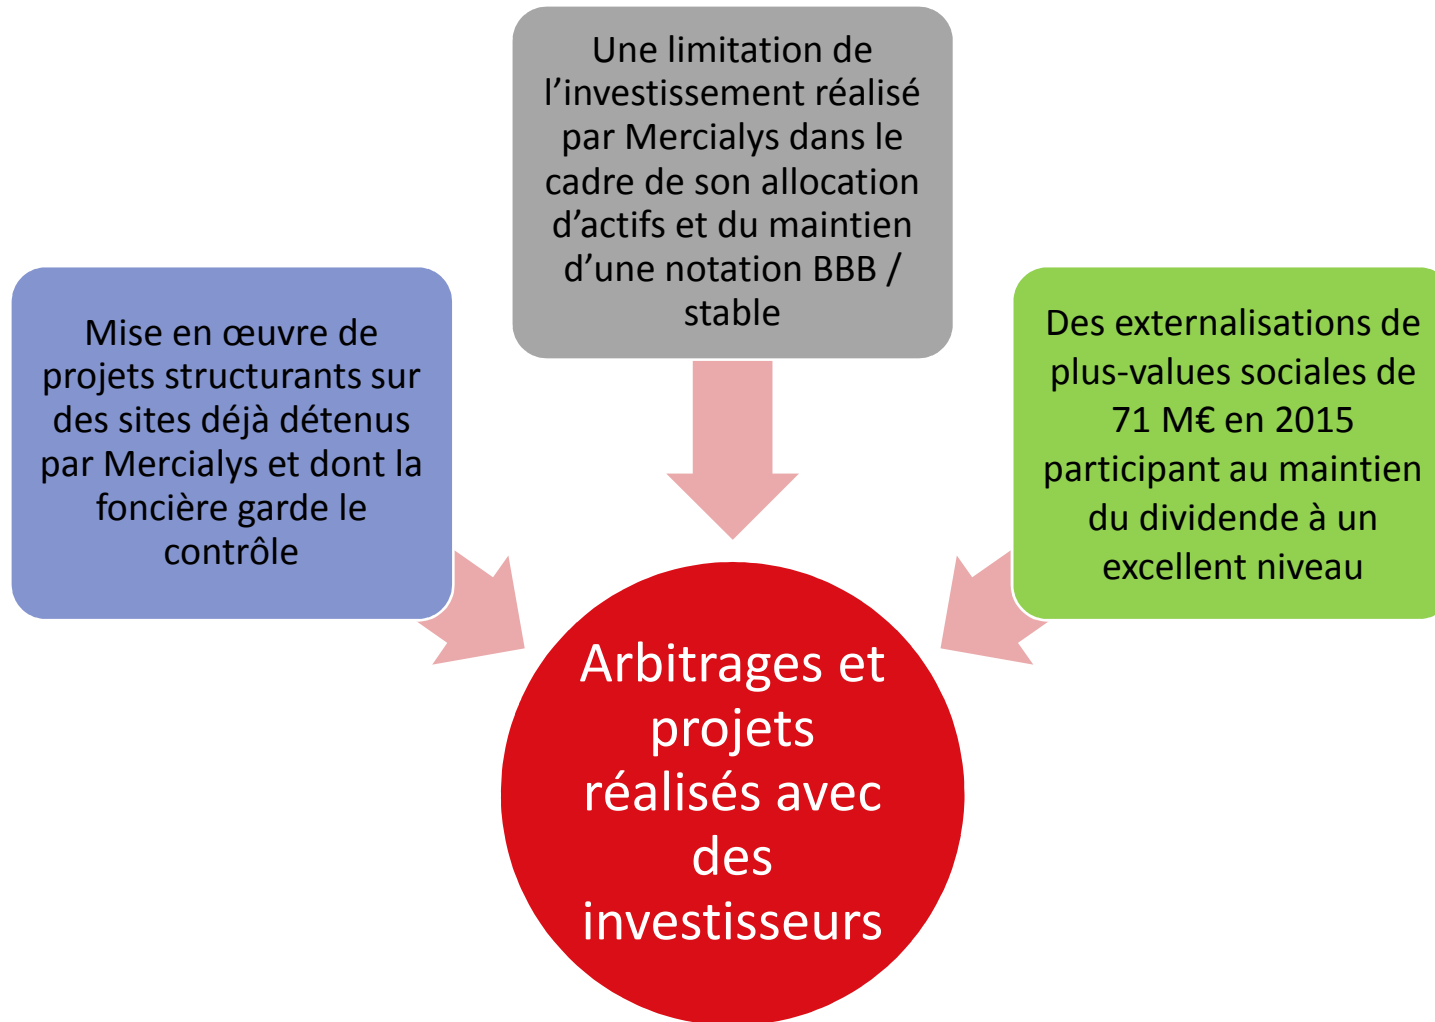 Une limitation de
l’investissement réalisé
par Mercialys dans le
cadre de son allocation
d’actifs et du maintien
d’une notation BBB /
stable
Mise en œuvre de
projets structurants sur
des sites déjà détenus
par Mercialys et dont la
foncière garde le
contrôle
Des externalisations de
plus-values sociales de
71 M€ en 2015
participant au maintien
du dividende à un
excellent niveau
Arbitrages et
projets
réalisés avec
des
investisseurs